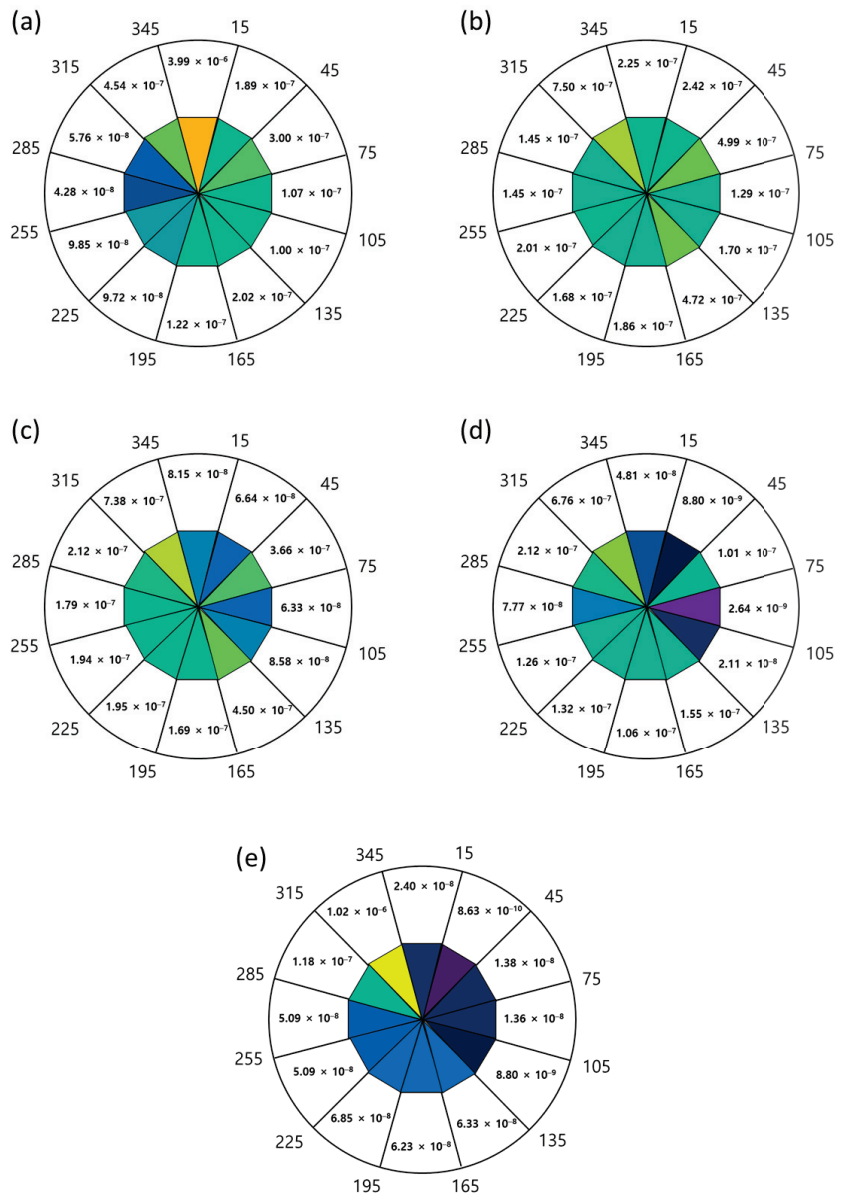 (a)
345 15
315 3.99 × 10⁻⁶ 45
4.54 × 10⁻⁷ 1.89 × 10⁻⁷
5.76 × 10⁻⁸ 3.00 × 10⁻⁷
285 75
4.28 × 10⁻⁸ 1.07 × 10⁻⁷
255 105
9.85 × 10⁻⁸ 1.00 × 10⁻⁷
9.72 × 10⁻⁸ 2.02 × 10⁻⁷
225 1.22 × 10⁻⁷ 135
195 165
(b)
345 15
315 2.25 × 10⁻⁷ 45
7.50 × 10⁻⁷ 2.42 × 10⁻⁷
1.45 × 10⁻⁷ 4.99 × 10⁻⁷
285 75
1.45 × 10⁻⁷ 1.29 × 10⁻⁷
255 105
2.01 × 10⁻⁷ 1.70 × 10⁻⁷
1.68 × 10⁻⁷ 4.72 × 10⁻⁷
225 1.86 × 10⁻⁷ 135
195 165
(c)
345 15
315 8.15 × 10⁻⁸ 45
7.38 × 10⁻⁷ 6.64 × 10⁻⁸
2.12 × 10⁻⁷ 3.66 × 10⁻⁷
285 75
1.79 × 10⁻⁷ 6.33 × 10⁻⁸
255 105
1.94 × 10⁻⁷ 8.58 × 10⁻⁸
1.95 × 10⁻⁷ 4.50 × 10⁻⁷
225 1.69 × 10⁻⁷ 135
195 165
(d)
345 15
315 4.81 × 10⁻⁸ 45
6.76 × 10⁻⁷ 8.80 × 10⁻⁹
2.12 × 10⁻⁷ 1.01 × 10⁻⁷
285 75
7.77 × 10⁻⁸ 2.64 × 10⁻⁹
255 105
1.26 × 10⁻⁷ 2.11 × 10⁻⁸
1.32 × 10⁻⁷ 1.55 × 10⁻⁷
225 1.06 × 10⁻⁷ 135
195 165
(e)
345 15
315 2.40 × 10⁻⁸ 45
1.02 × 10⁻⁶ 8.63 × 10⁻¹⁰
1.18 × 10⁻⁷ 1.38 × 10⁻⁸
285 75
5.09 × 10⁻⁸ 1.36 × 10⁻⁸
255 105
5.09 × 10⁻⁸ 8.80 × 10⁻⁹
6.85 × 10⁻⁸ 6.33 × 10⁻⁸
225 6.23 × 10⁻⁸ 135
195 165